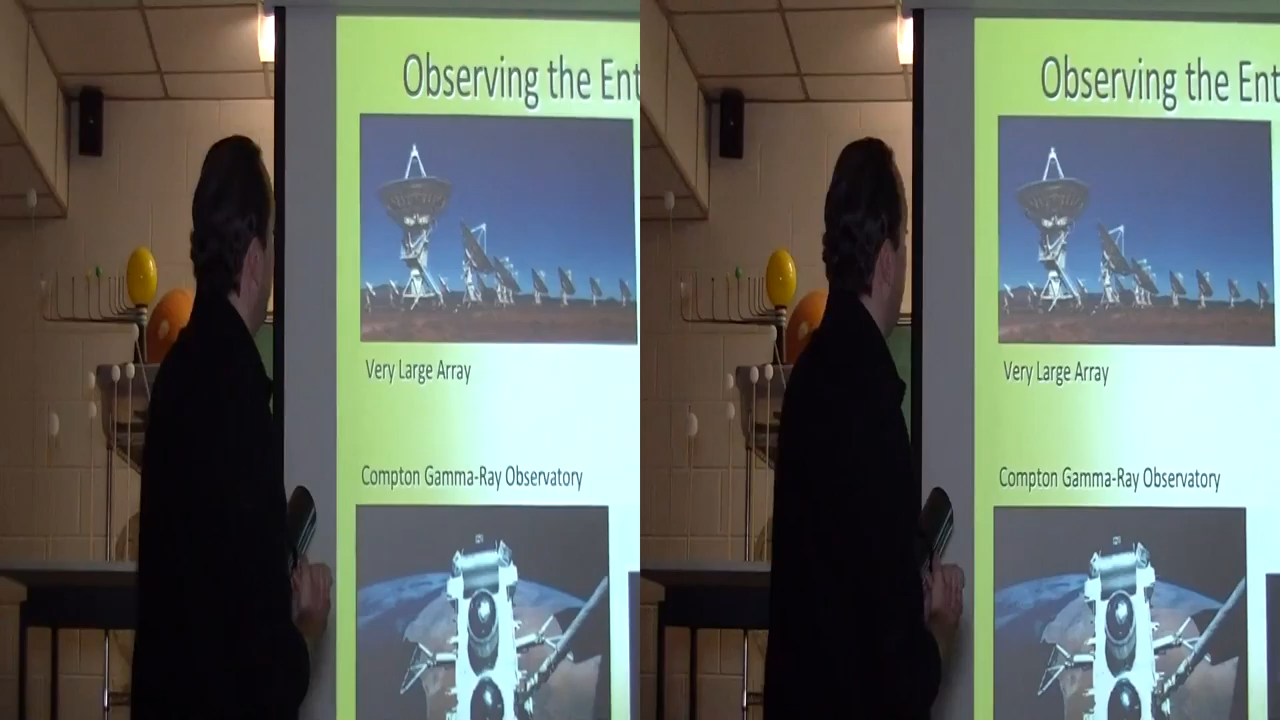 Observing the Ent
Very Large Array
Compton Gamma-Ray Observatory
Observing the Ent
Very Large Array
Compton Gamma-Ray Observatory